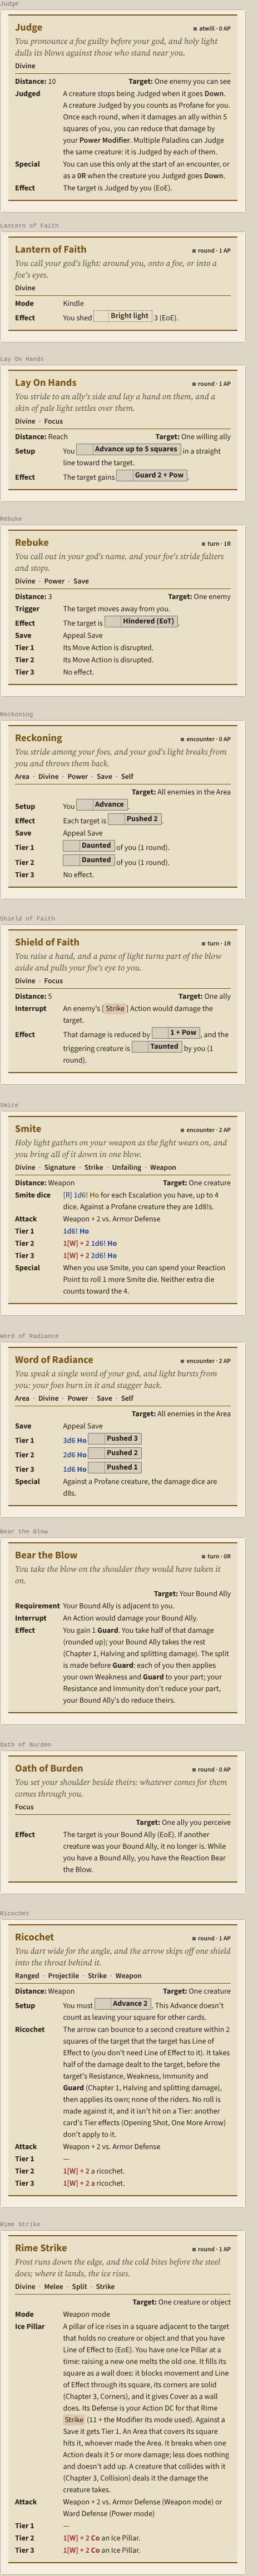 Judge
Judge
atwill · 0 AP
You pronounce a foe guilty before your god, and holy light
dulls its blows against those who stand near you.
Divine
Distance: 10
Target: One enemy you can see
Judged
A creature stops being Judged when it goes Down.
A creature Judged by you counts as Profane for you.
Once each round, when it damages an ally within 5
squares of you, you can reduce that damage by
your Power Modifier. Multiple Paladins can Judge
the same creature: it is Judged by each of them.
Special
You can use this only at the start of an encounter, or
as a 0R when the creature you Judged goes Down.
Effect
The target is Judged by you (EoE).
Lantern of Faith
Lantern of Faith
round · 1 AP
You call your god's light: around you, onto a foe, or into a
foe's eyes.
Divine
Mode
Kindle
Effect
You shed Bright light 3 (EoE).
Lay On Hands
Lay On Hands
round · 1 AP
You stride to an ally's side and lay a hand on them, and a
skin of pale light settles over them.
Divine · Focus
Distance: Reach
Target: One willing ally
Setup
You Advance up to 5 squares in a straight
line toward the target.
Effect
The target gains Guard 2 + Pow.
Rebuke
Rebuke
turn · 1R
You call out in your god's name, and your foe's stride falters
and stops.
Divine · Power · Save
Distance: 3
Target: One enemy
Trigger
The target moves away from you.
Effect
The target is Hindered (EoT).
Save
Appeal Save
Tier 1
Its Move Action is disrupted.
Tier 2
Its Move Action is disrupted.
Tier 3
No effect.
Reckoning
Reckoning
encounter · 0 AP
You stride among your foes, and your god's light breaks from
you and throws them back.
Area · Divine · Power · Save · Self
Target: All enemies in the Area
Setup
You Advance.
Effect
Each target is Pushed 2.
Save
Appeal Save
Tier 1
Daunted of you (1 round).
Tier 2
Daunted of you (1 round).
Tier 3
No effect.
Shield of Faith
Shield of Faith
turn · 1R
You raise a hand, and a pane of light turns part of the blow
aside and pulls your foe's eye to you.
Divine · Focus
Distance: 5
Target: One ally
Interrupt
An enemy's [Strike] Action would damage the
target.
Effect
That damage is reduced by 1 + Pow, and the
triggering creature is Taunted by you (1
round).
Smite
Smite
encounter · 2 AP
Holy light gathers on your weapon as the fight wears on, and
you bring all of it down in one blow.
Divine · Signature · Strike · Unfailing · Weapon
Distance: Weapon
Target: One creature
Smite dice
[R] 1d6! Ho for each Escalation you have, up to 4
dice. Against a Profane creature they are 1d8!s.
Attack
Weapon + 2 vs. Armor Defense
Tier 1
1d6! Ho
Tier 2
1[W] + 2 1d6! Ho
Tier 3
1[W] + 2 2d6! Ho
Special
When you use Smite, you can spend your Reaction
Point to roll 1 more Smite die. Neither extra die
counts toward the 4.
Word of Radiance
Word of Radiance
encounter · 2 AP
You speak a single word of your god, and light bursts from
you: your foes burn in it and stagger back.
Area · Divine · Power · Save · Self
Target: All enemies in the Area
Save
Appeal Save
Tier 1
3d6 Ho Pushed 3
Tier 2
2d6 Ho Pushed 2
Tier 3
1d6 Ho Pushed 1
Special
Against a Profane creature, the damage dice are
d8s.
Bear the Blow
Bear the Blow
turn · 0R
You take the blow on the shoulder they would have taken it
on.
Target: Your Bound Ally
Requirement
Your Bound Ally is adjacent to you.
Interrupt
An Action would damage your Bound Ally.
Effect
You gain 1 Guard. You take half of that damage
(rounded up); your Bound Ally takes the rest
(Chapter 1, Halving and splitting damage). The split
is made before Guard: each of you then applies
your own Weakness and Guard to your part; your
Resistance and Immunity don't reduce your part,
your Bound Ally's do reduce theirs.
Oath of Burden
Oath of Burden
round · 0 AP
You set your shoulder beside theirs: whatever comes for them
comes through you.
Focus
Target: One ally you perceive
Effect
The target is your Bound Ally (EoE). If another
creature was your Bound Ally, it no longer is. While
you have a Bound Ally, you have the Reaction Bear
the Blow.
Ricochet
Ricochet
round · 1 AP
You dart wide for the angle, and the arrow skips off one shield
into the throat behind it.
Ranged · Projectile · Strike · Weapon
Distance: Weapon
Target: One creature
Setup
You must Advance 2. This Advance doesn't
count as leaving your square for other cards.
Ricochet
The arrow can bounce to a second creature within 2
squares of the target that the target has Line of
Effect to (you don't need Line of Effect to it). It takes
half of the damage dealt to the target, before the
target's Resistance, Weakness, Immunity and
Guard (Chapter 1, Halving and splitting damage),
then applies its own; none of the riders. No roll is
made against it, and it isn't hit on a Tier: another
card's Tier effects (Opening Shot, One More Arrow)
don't apply to it.
Attack
Weapon + 2 vs. Armor Defense
Tier 1
—
Tier 2
1[W] + 2 a ricochet.
Tier 3
1[W] + 2 a ricochet.
Rime Strike
Rime Strike
round · 1 AP
Frost runs down the edge, and the cold bites before the steel
does; where it lands, the ice rises.
Divine · Melee · Split · Strike
Target: One creature or object
Mode
Weapon mode
Ice Pillar
A pillar of ice rises in a square adjacent to the target
that holds no creature or object and that you have
Line of Effect to (EoE). You have one Ice Pillar at a
time: raising a new one melts the old one. It fills its
square as a wall does: it blocks movement and Line
of Effect through its square, its corners are solid
(Chapter 3, Corners), and it gives Cover as a wall
does. Its Defense is your Action DC for that Rime
Strike (11 + the Modifier its mode used). Against a
Save it gets Tier 1. An Area that covers its square
hits it, whoever made the Area. It breaks when one
Action deals it 5 or more damage; less does nothing
and doesn't add up. A creature that collides with it
(Chapter 3, Collision) deals it the damage the
creature takes.
Attack
Weapon + 2 vs. Armor Defense (Weapon mode) or
Ward Defense (Power mode)
Tier 1
—
Tier 2
1[W] + 2 Co an Ice Pillar.
Tier 3
1[W] + 2 Co an Ice Pillar.